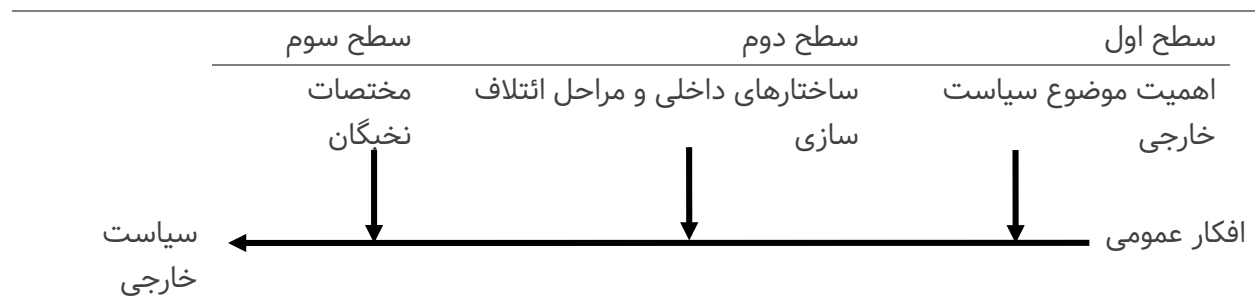 سطح اول سطح دوم سطح سوم
اهمیت موضوع سیاست ساختارهای داخلی و مراحل ائتلاف مختصات
خارجی سازی نخبگان
افکار عمومی سیاست
خارجی